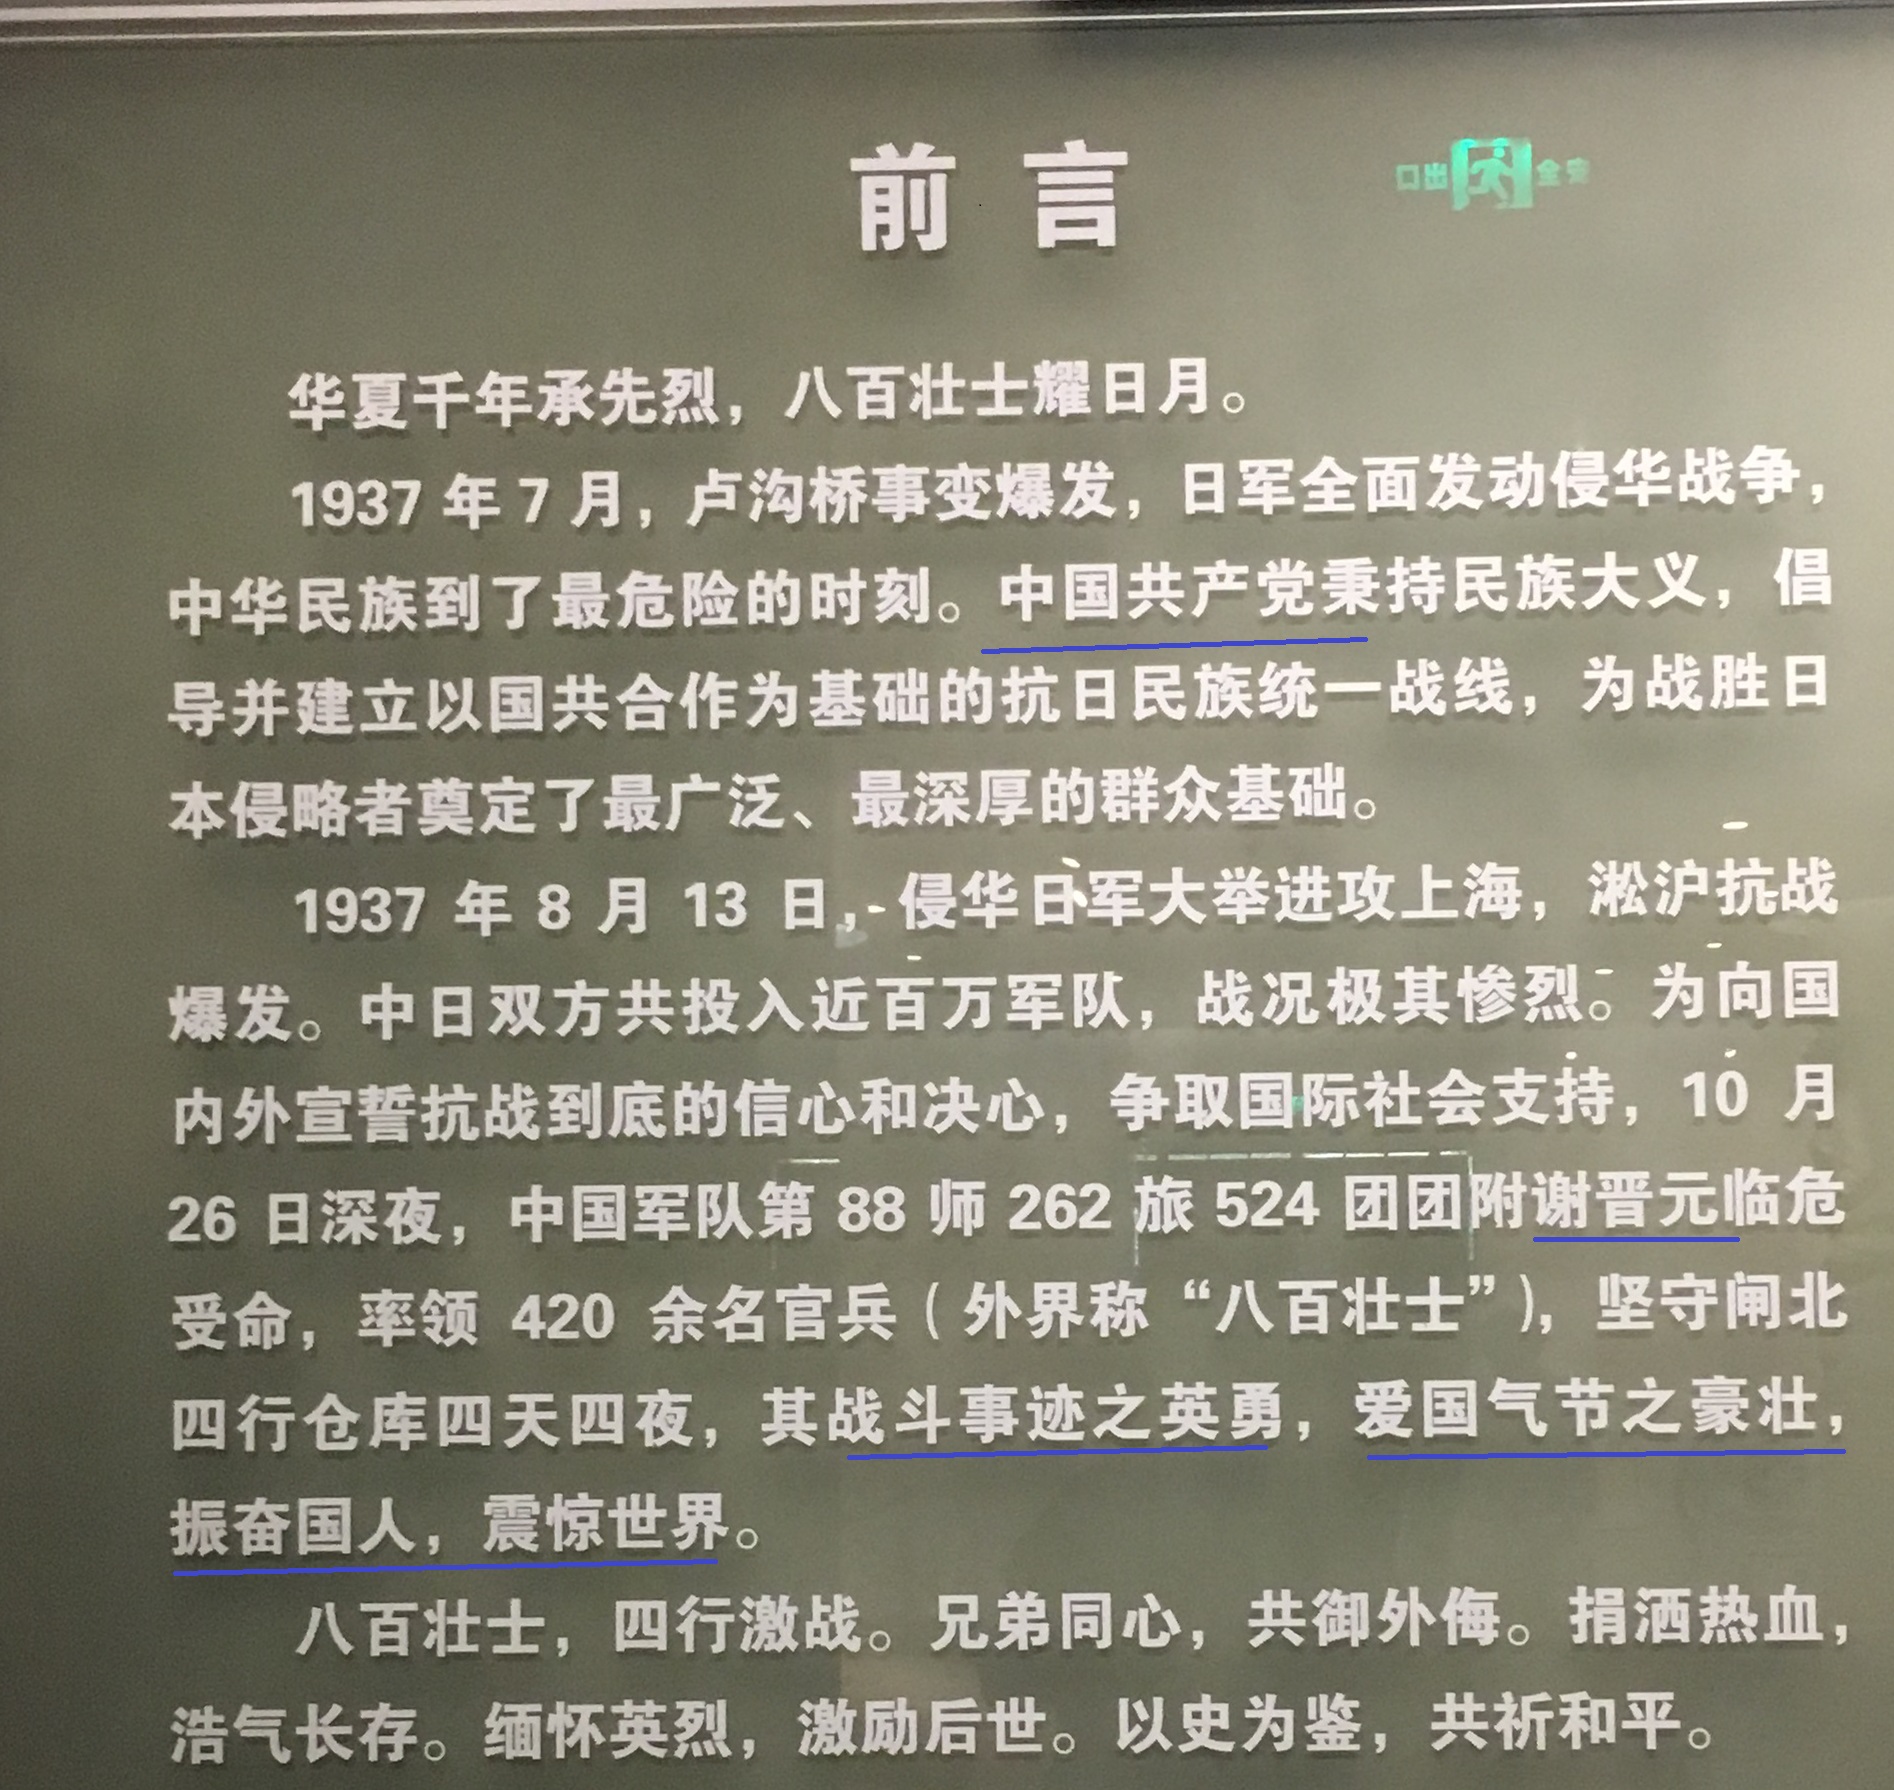 前言
口出 全安
华夏千年承先烈，八百壮士耀日月。
1937 年 7 月，卢沟桥事变爆发，日军全面发动侵华战争，
中华民族到了最危险的时刻。中国共产党秉持民族大义，倡
导并建立以国共合作为基础的抗日民族统一战线，为战胜日
本侵略者奠定了最广泛、最深厚的群众基础。
1937 年 8 月 13 日，侵华日军大举进攻上海，淞沪抗战
爆发。中日双方共投入近百万军队，战况极其惨烈。为向国
内外宣誓抗战到底的信心和决心，争取国际社会支持，10 月
26 日深夜，中国军队第 88 师 262 旅 524 团团附谢晋元临危
受命，率领 420 余名官兵（外界称“八百壮士”），坚守闸北
四行仓库四天四夜，其战斗事迹之英勇，爱国气节之豪壮，
振奋国人，震惊世界。
八百壮士，四行激战。兄弟同心，共御外侮。捐洒热血，
浩气长存。缅怀英烈，激励后世。以史为鉴，共祈和平。